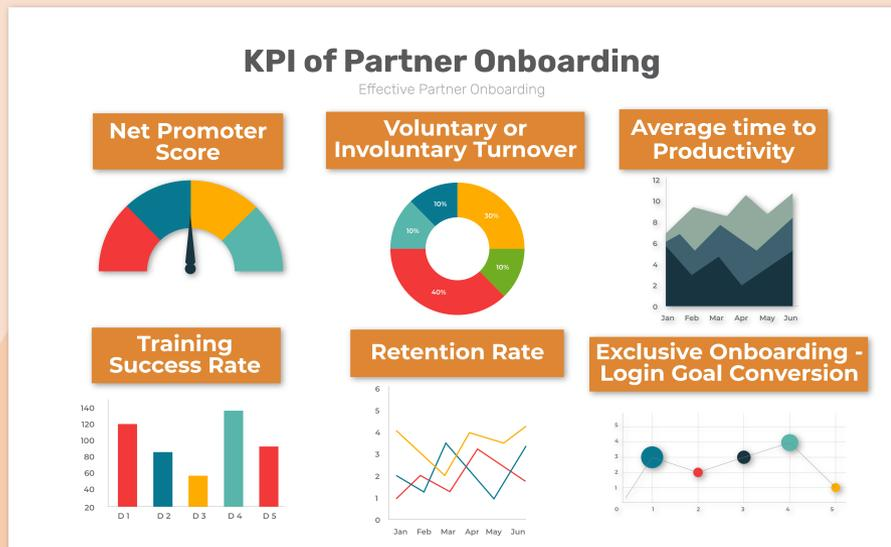 KPI of Partner Onboarding
Effective Partner Onboarding
Net Promoter
Score
Voluntary or
Involuntary Turnover
Average time to
Productivity
10%
30%
10%
10%
40%
12
10
8
6
4
2
0
Jan Feb Mar Apr May Jun
Training
Success Rate
Retention Rate
Exclusive Onboarding -
Login Goal Conversion
140
120
100
80
60
40
20
D 1 D 2 D 3 D 4 D 5
6
5
4
3
2
1
0
Jan Feb Mar Apr May Jun
5
4
3
2
1
0 1 2 3 4 5